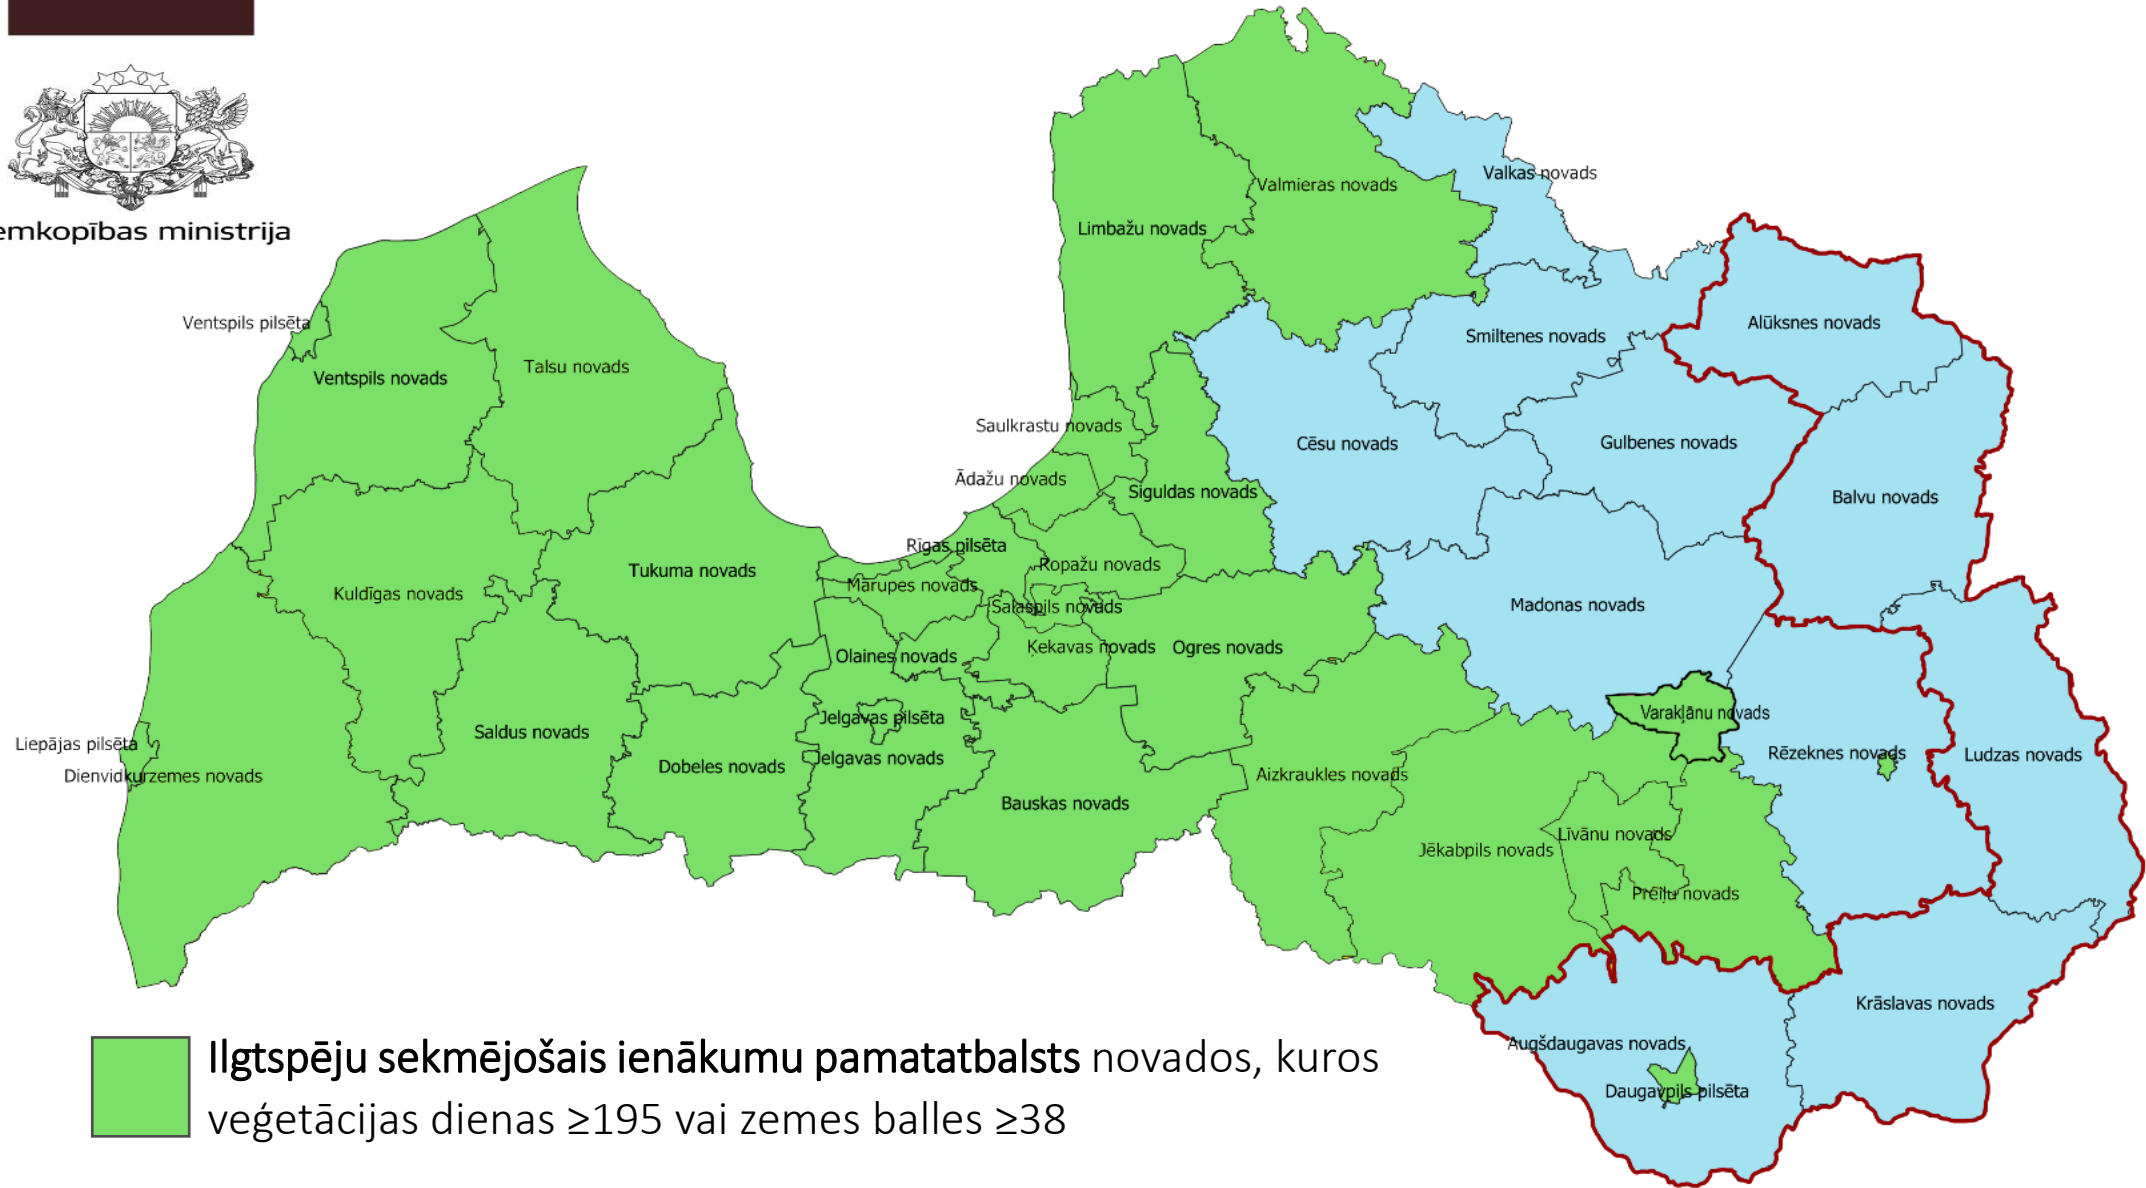 emkopības ministrija
Valkas novads
Valmieras novads
Limbažu novads
Ventspils pilsēta
Alūksnes novads
Smiltenes novads
Talsu novads
Ventspils novads
Saulkrastu novads
Cēsu novads
Gulbenes novads
Ādažu novads
Siguldas novads
Balvu novads
Rīgas pilsēta
Ropažu novads
Tukuma novads
Mārupes novads
Kuldīgas novads
Salaspils novads
Madonas novads
Ķekavas novads
Ogres novads
Olaines novads
Varakļānu novads
Jelgavas pilsēta
Saldus novads
Liepājas pilsēta
Rēzeknes novads
Ludzas novads
Jelgavas novads
Dobeles novads
Dienvidkurzemes novads
Aizkraukles novads
Bauskas novads
Līvānu novads
Jēkabpils novads
Preiļu novads
Krāslavas novads
Augšdaugavas novads
Daugavpils pilsēta
Ilgtspēju sekmējošais ienākumu pamatatbalsts novados, kuros
veģetācijas dienas ≥195 vai zemes balles ≥38